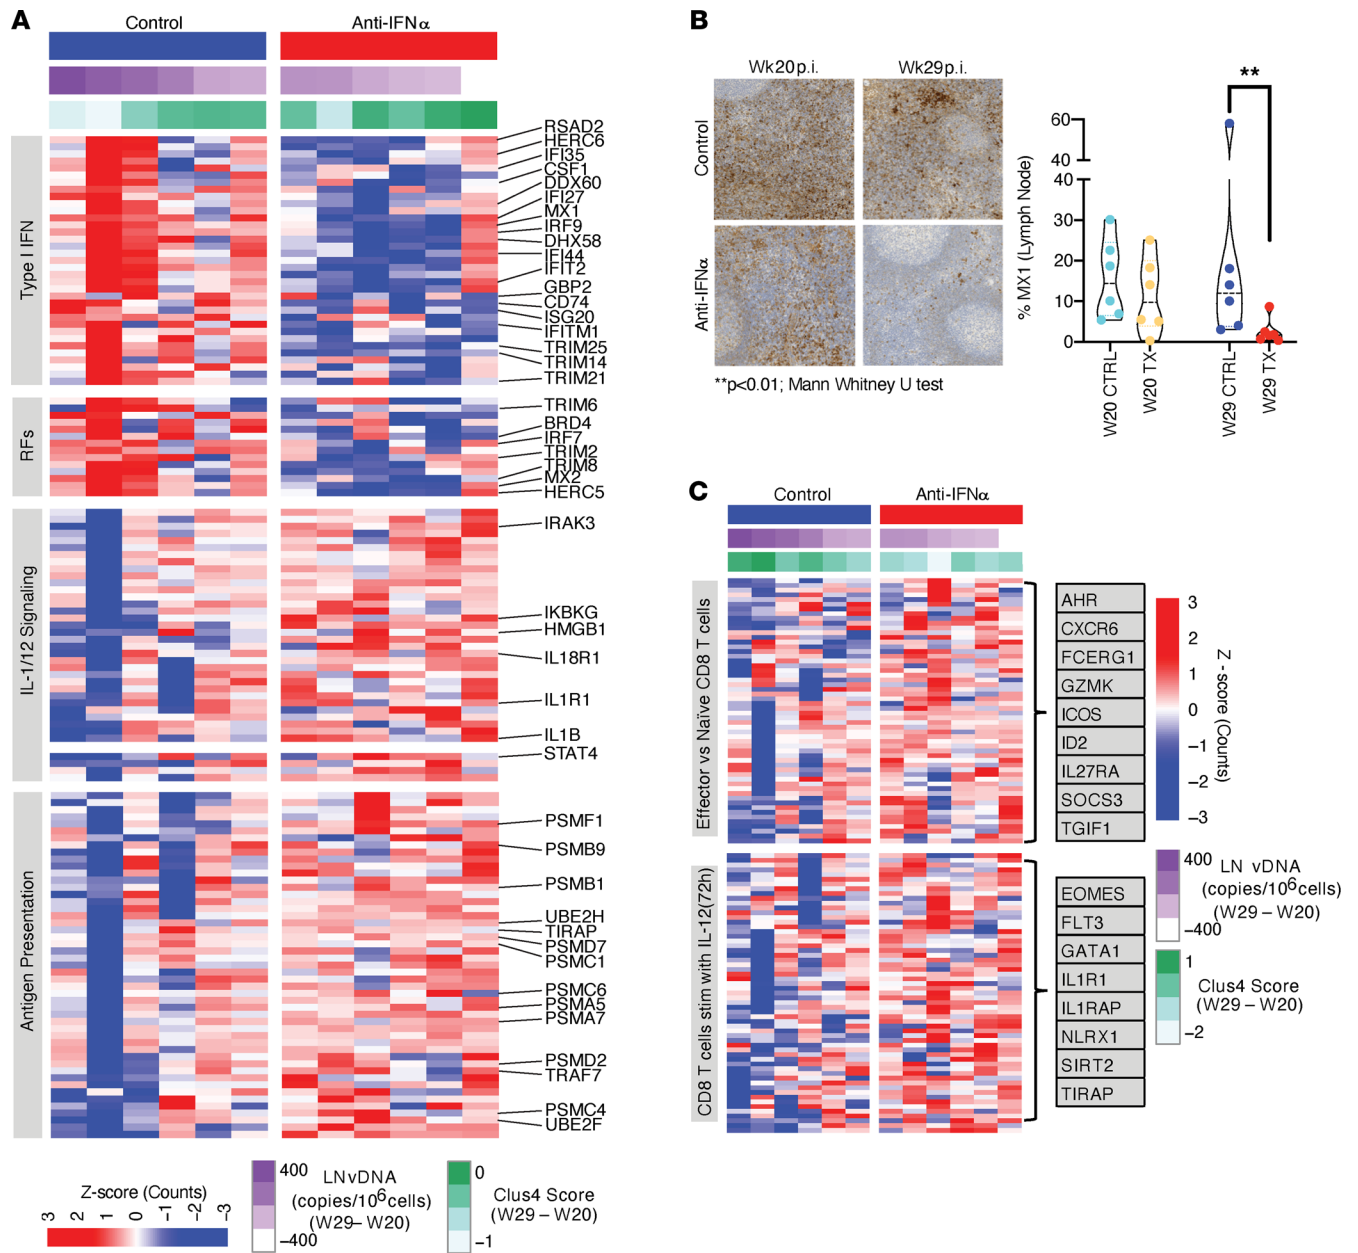 A
Control
Anti-IFNα
Type I IFN
RSAD2
HERC6
IFI35
CSF1
DDX60
IFI27
MX1
IRF9
DHX58
IFI44
IFIT2
GBP2
CD74
ISG20
IFITM1
TRIM25
TRIM14
TRIM21
RFs
TRIM6
BRD4
IRF7
TRIM2
TRIM8
MX2
HERC5
IL-1/12 Signaling
IRAK3
IKBKG
HMGB1
IL18R1
IL1R1
IL1B
STAT4
Antigen Presentation
PSMF1
PSMB9
PSMB1
UBE2H
TIRAP
PSMD7
PSMC1
PSMC6
PSMA5
PSMA7
PSMD2
TRAF7
PSMC4
UBE2F
Z-score (Counts)
3 2 1 0 −1 −2 −3
400
−400
LNvDNA
(copies/10⁶cells)
(W29– W20)
0
−1
Clus4 Score
(W29 – W20)
B
Wk20p.i.
Wk29p.i.
Control
Anti-IFNα
**p<0.01; Mann Whitney U test
**
% MX1 (Lymph Node)
60
40
40
30
20
10
0
W20 CTRL
W20 TX
W29 CTRL
W29 TX
C
Control
Anti-IFNα
Effector vs Naïve CD8 T cells
AHR
CXCR6
FCERG1
GZMK
ICOS
ID2
IL27RA
SOCS3
TGIF1
CD8 T cells stim with IL-12(72h)
EOMES
FLT3
GATA1
IL1R1
IL1RAP
NLRX1
SIRT2
TIRAP
3
2
1
0
−1
−2
−3
Z - score (Counts)
400
−400
LN vDNA
(copies/10⁶cells)
(W29 – W20)
1
−2
Clus4 Score
(W29 – W20)